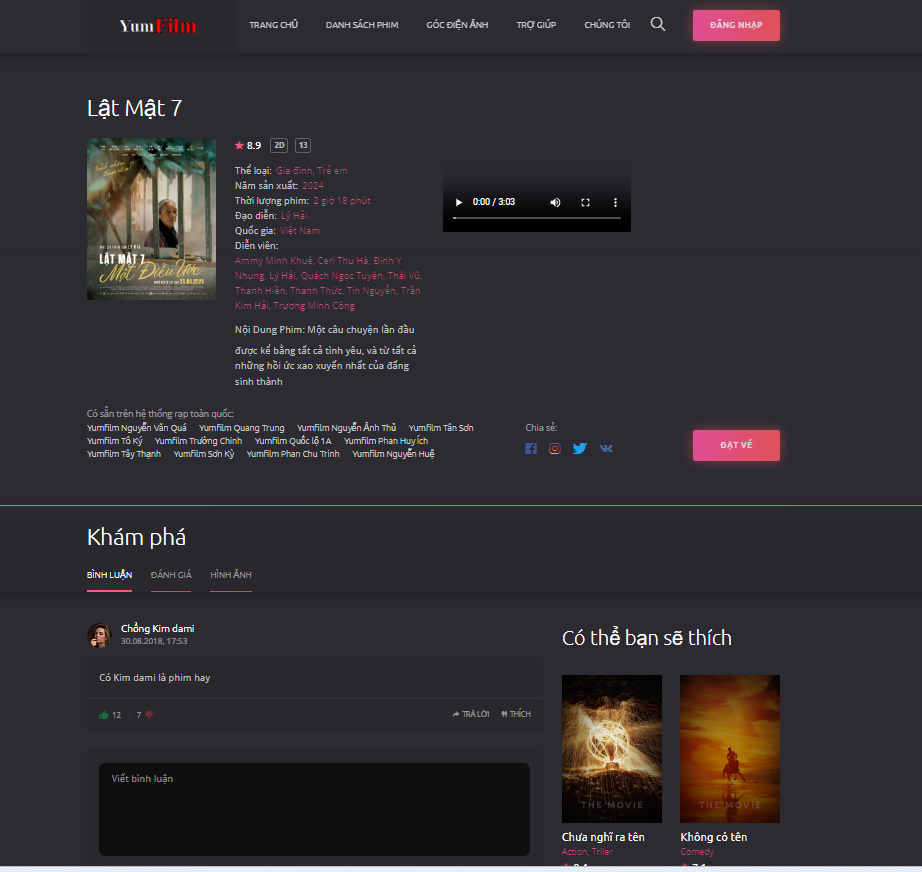 YumFilm
TRANG CHỦ
DANH SÁCH PHIM
GÓC ĐIỆN ẢNH
TRỢ GIÚP
CHÚNG TÔI
ĐĂNG NHẬP
Lật Mật 7
LẬT MẶT 7
Một Điều Ước
26.04.2024
8.9 2D 13
Thể loại: Gia đình, Trẻ em
Năm sản xuất: 2024
Thời lượng phim: 2 giờ 18 phút
Đạo diễn: Lý Hải
Quốc gia: Việt Nam
Diễn viên:
Ammy Minh Khuê, Ceri Thu Hà, Đinh Y
Nhung, Lý Hải, Quách Ngọc Tuyên, Thái Vũ,
Thanh Hiền, Thanh Thức, Tín Nguyễn, Trần
Kim Hải, Trương Minh Công
Nội Dung Phim: Một câu chuyện lần đầu
được kể bằng tất cả tình yêu, và từ tất cả
những hồi ức xao xuyến nhất của đấng
sinh thành
0:00 / 3:03
Có sẵn trên hệ thống rạp toàn quốc:
Yumfilm Nguyễn Văn Quá Yumfilm Quang Trung Yumfilm Nguyễn Ảnh Thủ Yumfilm Tân Sơn
Yumfilm Tô Ký Yumfilm Trường Chinh Yumfilm Quốc lộ 1A Yumfilm Phan Huy ích
Yumfilm Tây Thạnh Yumfilm Sơn Kỳ Yumfilm Phan Chu Trinh Yumfilm Nguyễn Huệ
Chia sẻ:
ĐẶT VÉ
Khám phá
BÌNH LUẬN
ĐÁNH GIÁ
HÌNH ẢNH
Chồng Kim dami
30.08.2018, 17:53
Có Kim dami là phim hay
12 7
TRẢ LỜI
THÍCH
Viết bình luận
Có thể bạn sẽ thích
THE MOVIE
Chưa nghĩ ra tên
Action, Triler
THE MOVIE
Không có tên
Comedy